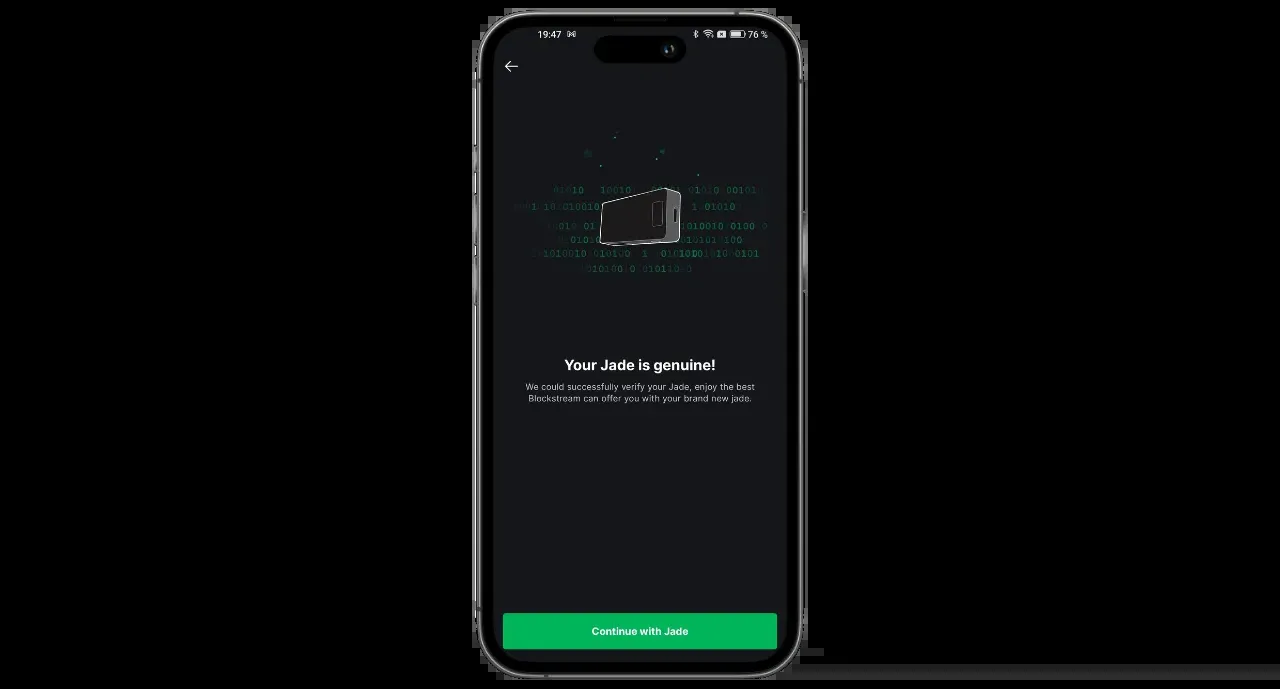 19:47
76 %
Your Jade is genuine!
We could successfully verify your Jade, enjoy the best
Blockstream can offer you with your brand new jade.
Continue with Jade